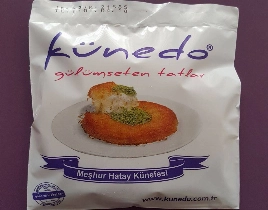 künedo®
gülümseten tatlar
Meşhur Hatay Künefesi
www.kunedo.com.tr